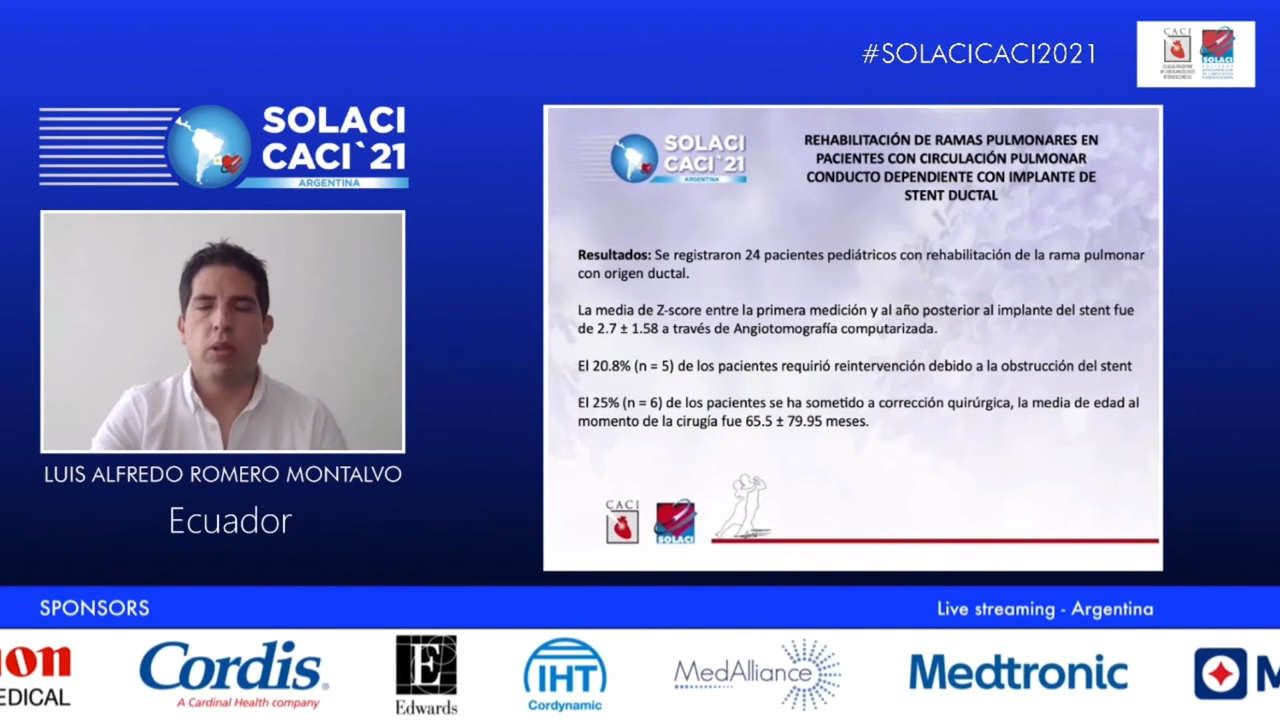 #SOLACICACI2021
CACI
SOLACI
SOLACI
CACI`21
ARGENTINA
LUIS ALFREDO ROMERO MONTALVO
Ecuador
SOLACI
CACI`21
ARGENTINA
REHABILITACIÓN DE RAMAS PULMONARES EN
PACIENTES CON CIRCULACIÓN PULMONAR
CONDUCTO DEPENDIENTE CON IMPLANTE DE
STENT DUCTAL
Resultados: Se registraron 24 pacientes pediátricos con rehabilitación de la rama pulmonar
con origen ductal.
La media de Z-score entre la primera medición y al año posterior al implante del stent fue
de 2.7 ± 1.58 a través de Angiotomografía computarizada.
El 20.8% (n = 5) de los pacientes requirió reintervención debido a la obstrucción del stent
El 25% (n = 6) de los pacientes se ha sometido a corrección quirúrgica, la media de edad al
momento de la cirugía fue 65.5 ± 79.95 meses.
CACI
SOLACI
SPONSORS
Live streaming - Argentina
Cordis®
A Cardinal Health company
E
Edwards
IHT
Cordynamic
MedAlliance
Medtronic